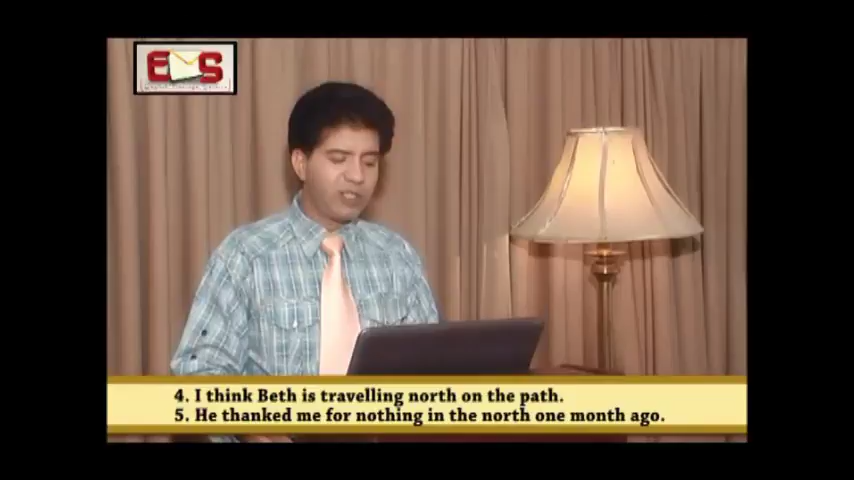 EMS
4. I think Beth is travelling north on the path.
5. He thanked me for nothing in the north one month ago.